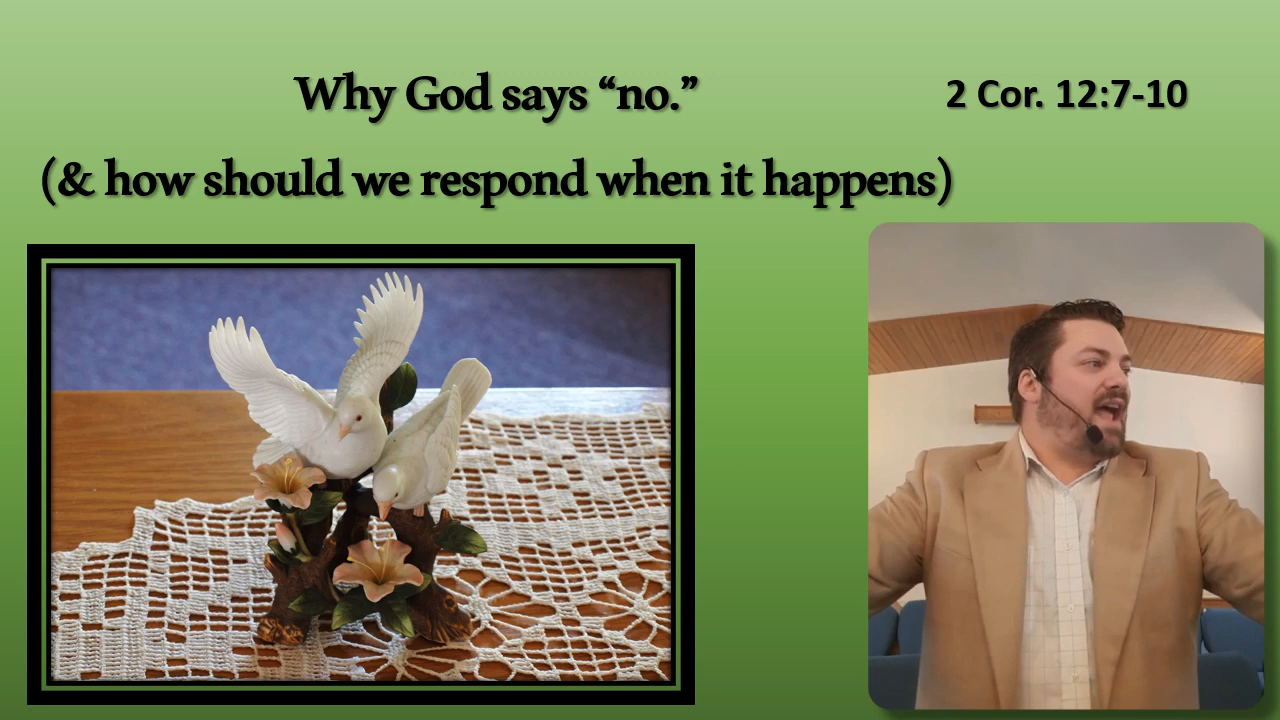 Why God says “no.”
2 Cor. 12:7-10
(& how should we respond when it happens)